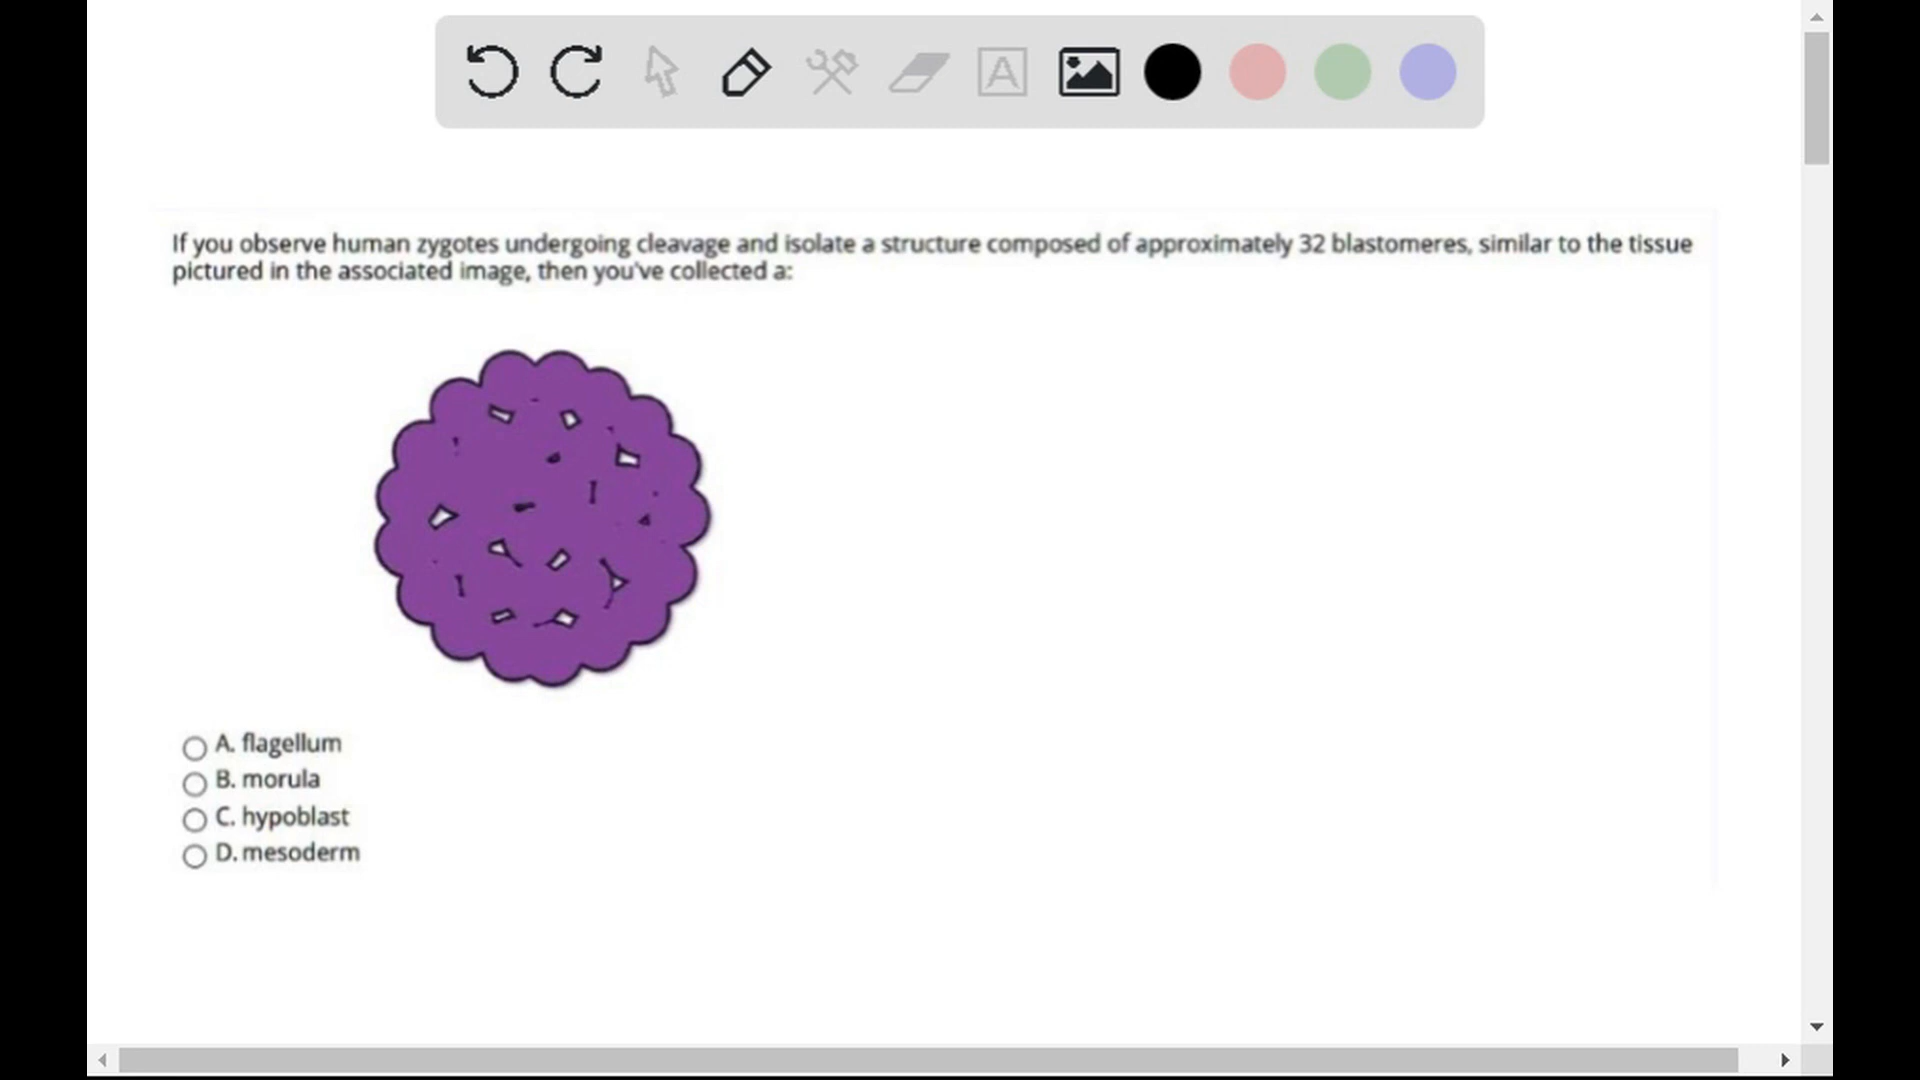 A
If you observe human zygotes undergoing cleavage and isolate a structure composed of approximately 32 blastomeres, similar to the tissue
pictured in the associated image, then you've collected a:
A. flagellum
B. morula
C. hypoblast
D. mesoderm